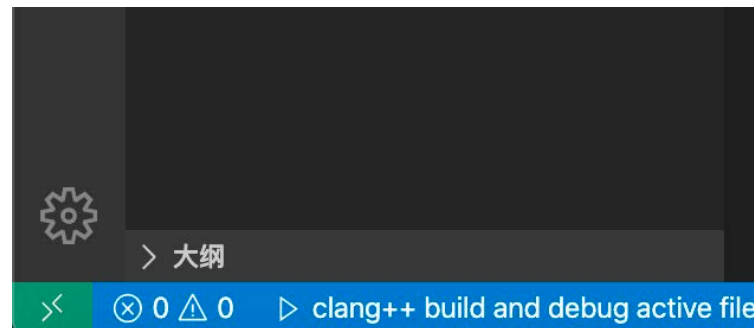 大纲
0 0 clang++ build and debug active file